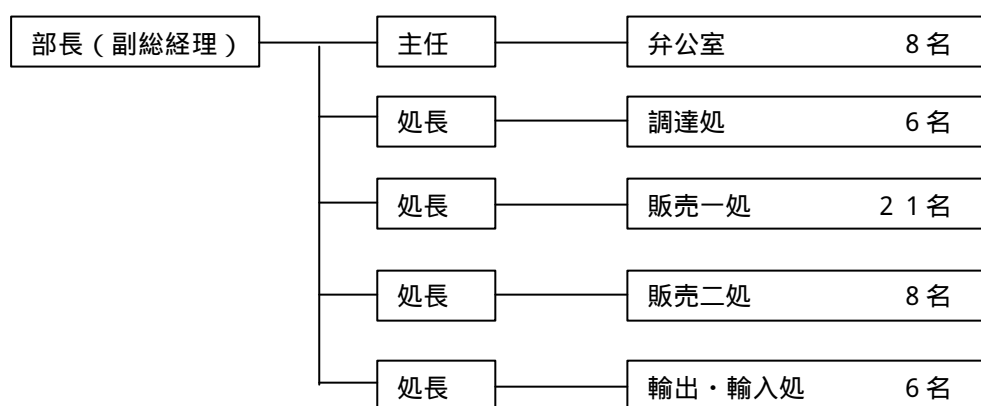 部長（副総経理） 主任 弁公室 8名
処長 調達処 6名
処長 販売一処 ２１名
処長 販売二処 8名
処長 輸出・輸入処 6名